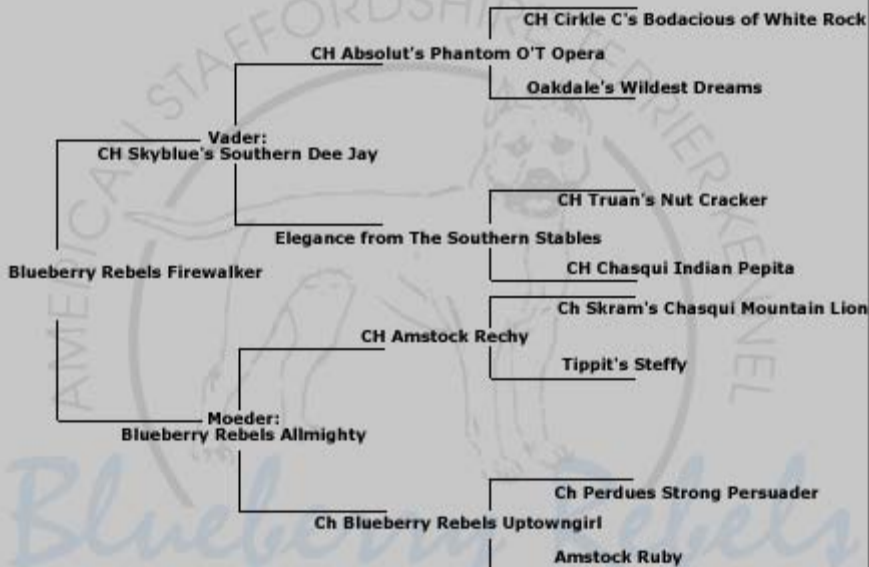 CH Cirkle C's Bodacious of White Rock
CH Absolut's Phantom O'T Opera
Oakdale's Wildest Dreams
Vader:
CH Skyblue's Southern Dee Jay
CH Truan's Nut Cracker
Elegance from The Southern Stables
CH Chasqui Indian Pepita
Blueberry Rebels Firewalker
Ch Skram's Chasqui Mountain Lion
CH Amstock Rechy
Tippit's Steffy
Moeder:
Blueberry Rebels Allmighty
Ch Perdues Strong Persuader
Ch Blueberry Rebels Uptowngirl
Amstock Ruby
AMERICAN STAFFORDSHIRE TERRIER KENNEL
Blueberry Rebels